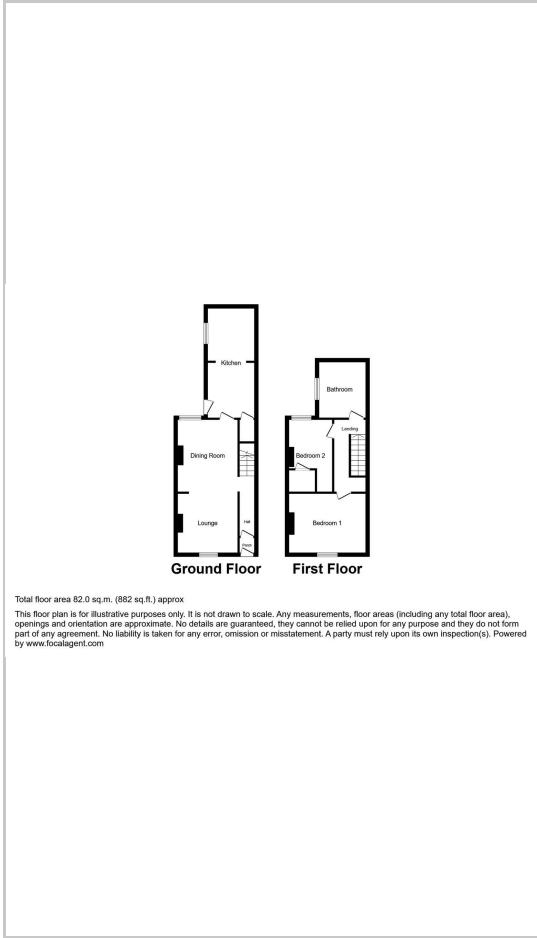 Kitchen
Dining Room
Lounge
Hall
Porch
Ground Floor
Bathroom
Landing
Bedroom 2
Bedroom 1
First Floor
Total floor area 82.0 sq.m. (882 sq.ft.) approx
This floor plan is for illustrative purposes only. It is not drawn to scale. Any measurements, floor areas (including any total floor area),
openings and orientation are approximate. No details are guaranteed, they cannot be relied upon for any purpose and they do not form
part of any agreement. No liability is taken for any error, omission or misstatement. A party must rely upon its own inspection(s). Powered
by www.focalagent.com